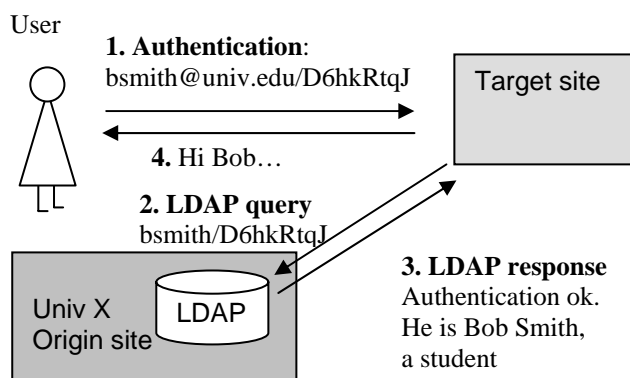 User
1. Authentication:
bsmith@univ.edu/D6hkRtqJ
Target site
4. Hi Bob…
2. LDAP query
bsmith/D6hkRtqJ
3. LDAP response
Authentication ok.
He is Bob Smith,
a student
Univ X
Origin site
LDAP